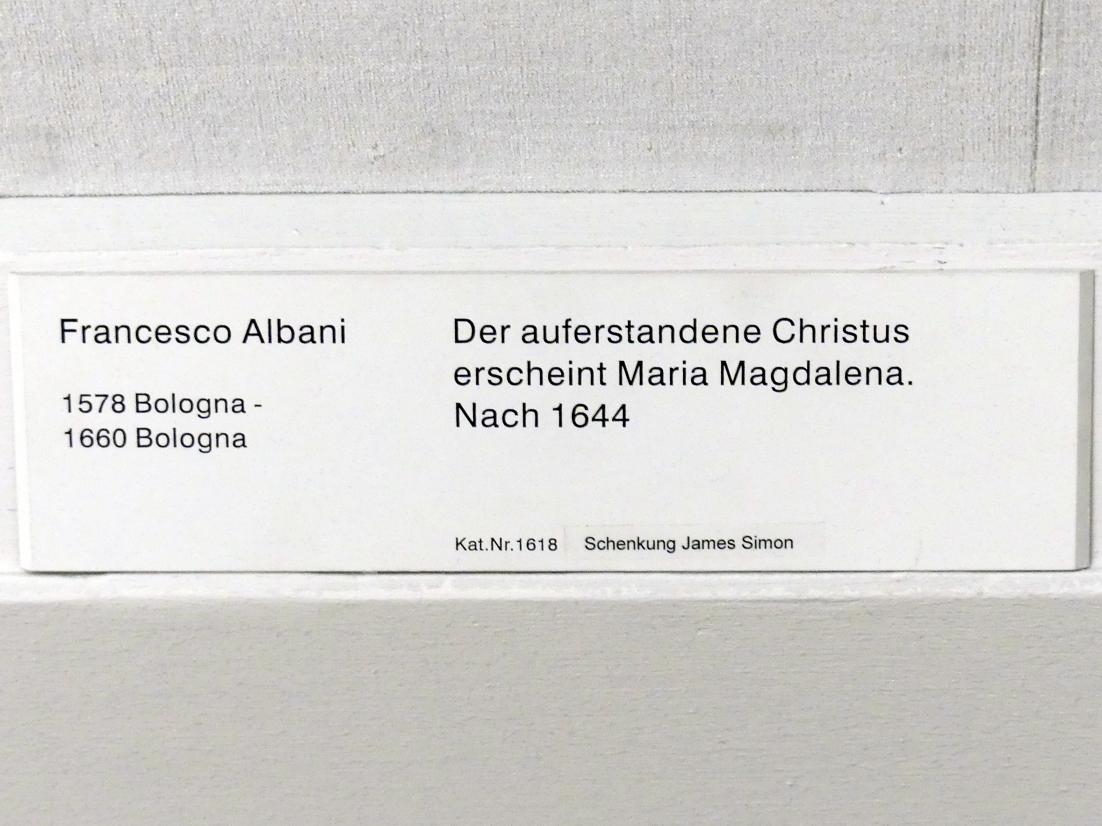 Francesco Albani
1578 Bologna -
1660 Bologna
Der auferstandene Christus
erscheint Maria Magdalena.
Nach 1644
Kat.Nr.1618 Schenkung James Simon